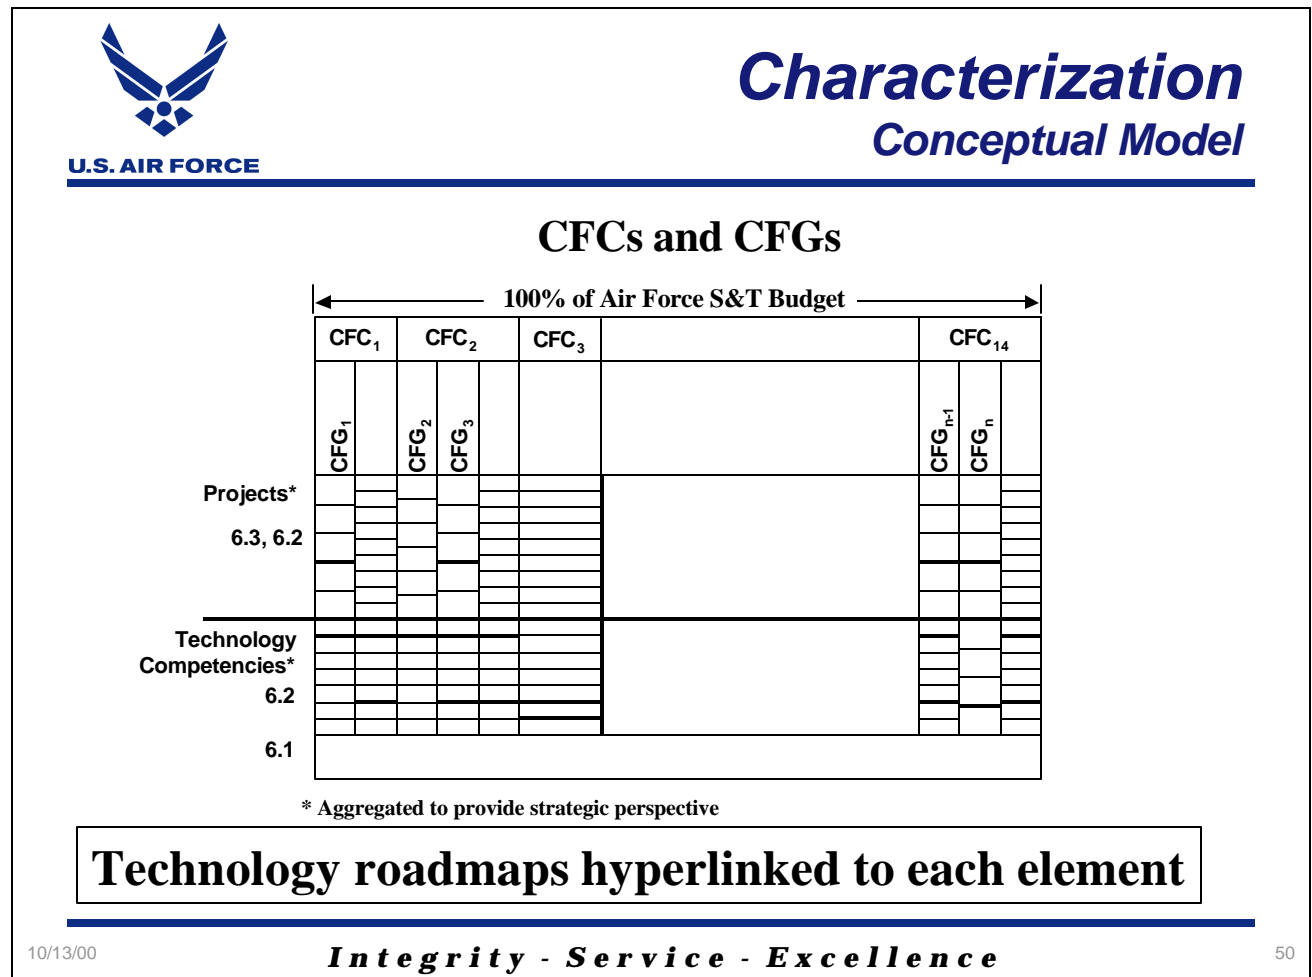 U.S. AIR FORCE
Characterization
Conceptual Model
CFCs and CFGs
100% of Air Force S&T Budget
CFC1 CFC2 CFC3 CFC14
CFG1 CFG2 CFG3 CFGn-1 CFGn
Projects*
6.3, 6.2
Technology
Competencies*
6.2
6.1
* Aggregated to provide strategic perspective
Technology roadmaps hyperlinked to each element
10/13/00 Integrity - Service - Excellence 50